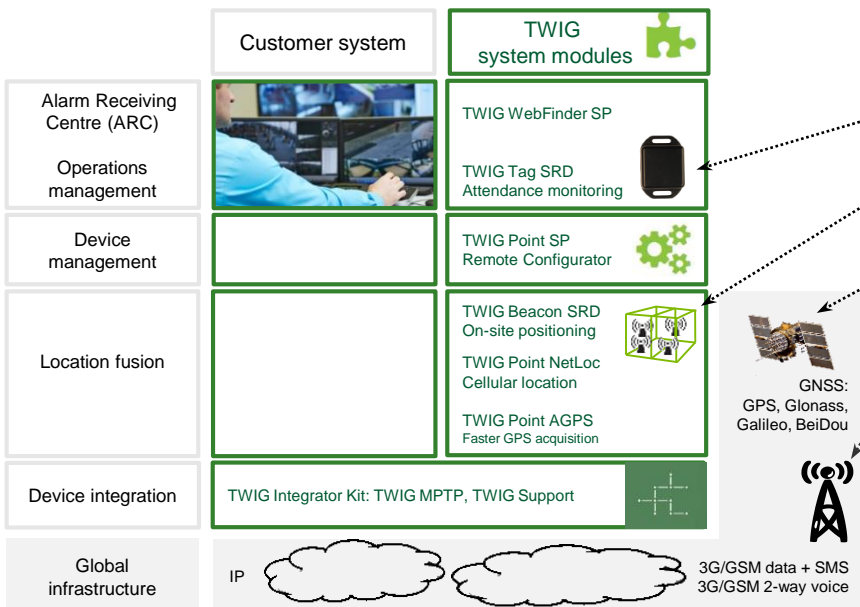 Customer system
TWIG
system modules
Alarm Receiving
Centre (ARC)
Operations
management
TWIG WebFinder SP
TWIG Tag SRD
Attendance monitoring
Device
management
TWIG Point SP
Remote Configurator
Location fusion
TWIG Beacon SRD
On-site positioning
TWIG Point NetLoc
Cellular location
TWIG Point AGPS
Faster GPS acquisition
GNSS:
GPS, Glonass,
Galileo, BeiDou
Device integration
TWIG Integrator Kit: TWIG MPTP, TWIG Support
Global
infrastructure
IP
3G/GSM data + SMS
3G/GSM 2-way voice